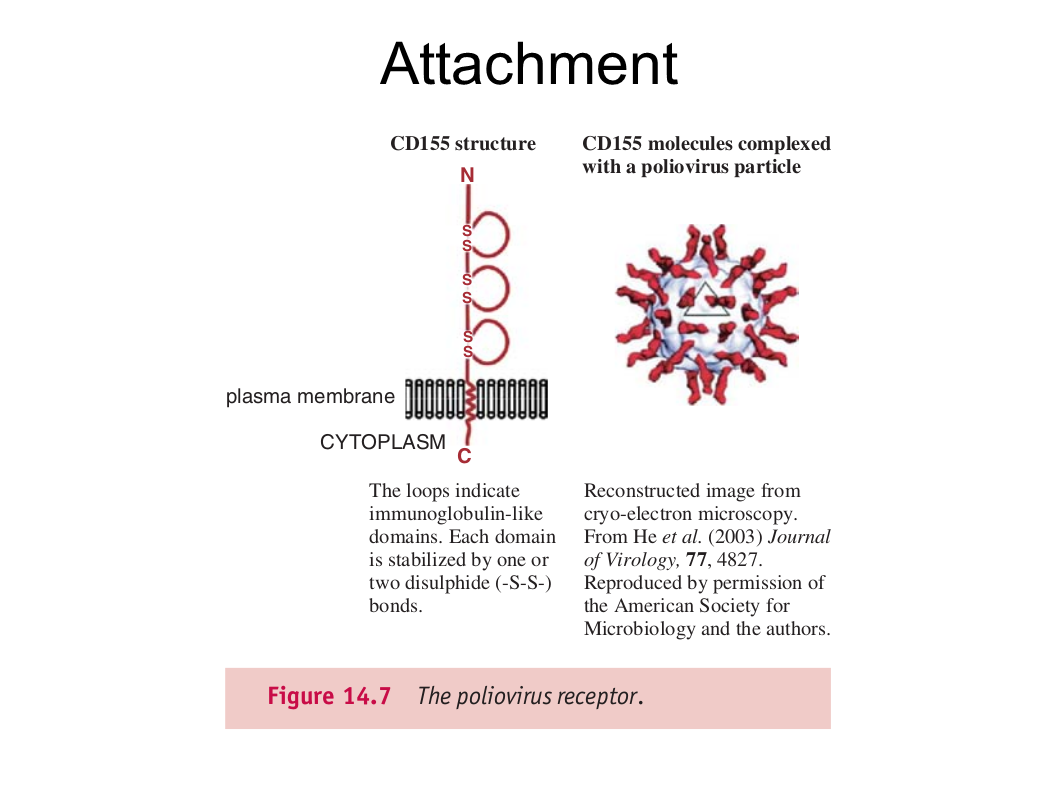 Attachment
CD155 structure
N
S
S
S
S
S
S
plasma membrane
CYTOPLASM
C
The loops indicate
immunoglobulin-like
domains. Each domain
is stabilized by one or
two disulphide (-S-S-)
bonds.
CD155 molecules complexed
with a poliovirus particle
Reconstructed image from
cryo-electron microscopy.
From He et al. (2003) Journal
of Virology, 77, 4827.
Reproduced by permission of
the American Society for
Microbiology and the authors.
Figure 14.7 The poliovirus receptor.